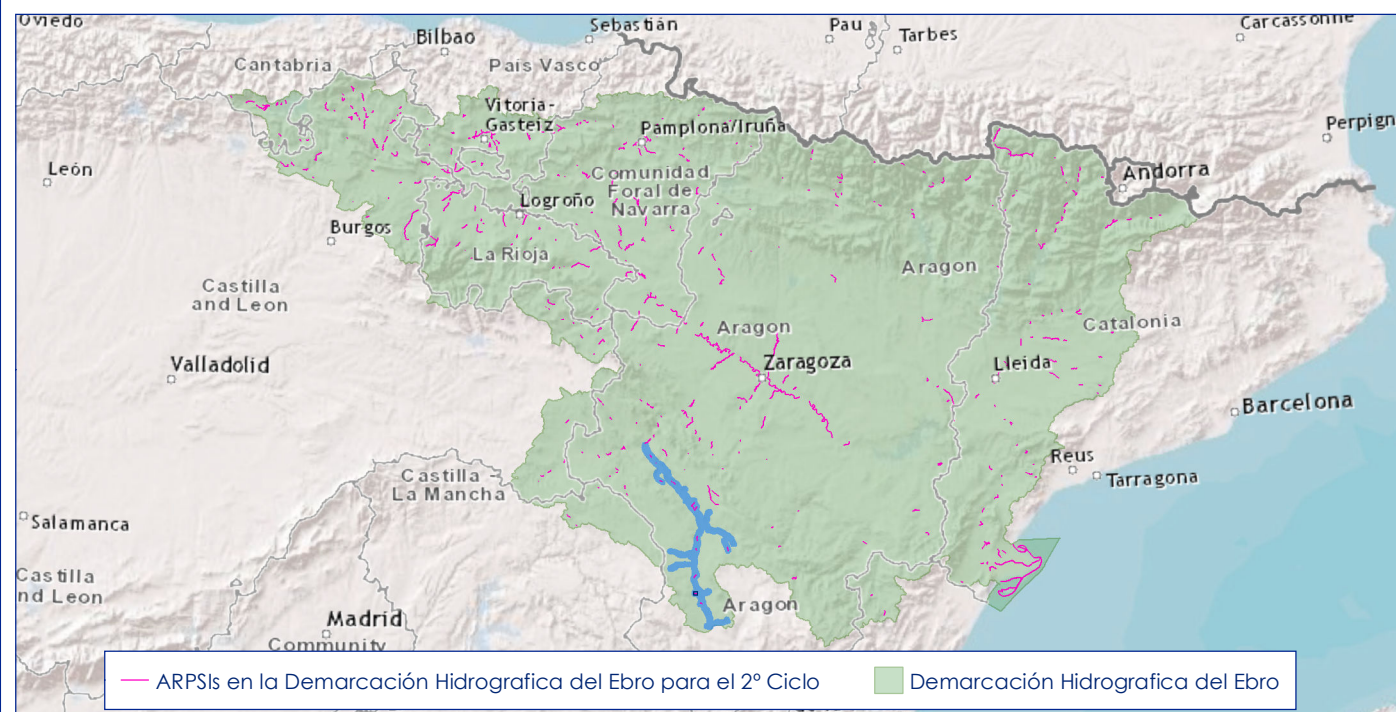 Oviedo
Sebastián
Pau
Carcassonne
Bilbao
Tarbes
Cantabria
País Vasco
Vitoria-
Gasteiz
Pamplona/Iruña
Perpign
León
Comunidad
Foral de
Navarra
Andorra
Logroño
Burgos
La Rioja
Aragon
Castilla
and Leon
Aragon
Catalonia
Valladolid
Zaragoza
Lleida
Barcelona
Reus
Tarragona
Castilla
La Mancha
Salamanca
Castilla
nd Leon
Aragon
Madrid
Community
ARPSIs en la Demarcación Hidrografica del Ebro para el 2º Ciclo
Demarcación Hidrografica del Ebro